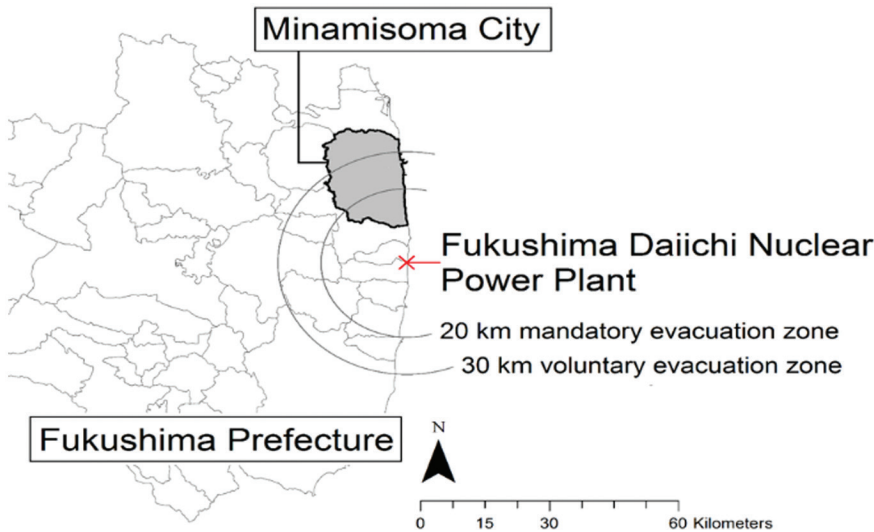 Minamisoma City
Fukushima Daiichi Nuclear
Power Plant
20 km mandatory evacuation zone
30 km voluntary evacuation zone
Fukushima Prefecture
N
0 15 30 60 Kilometers